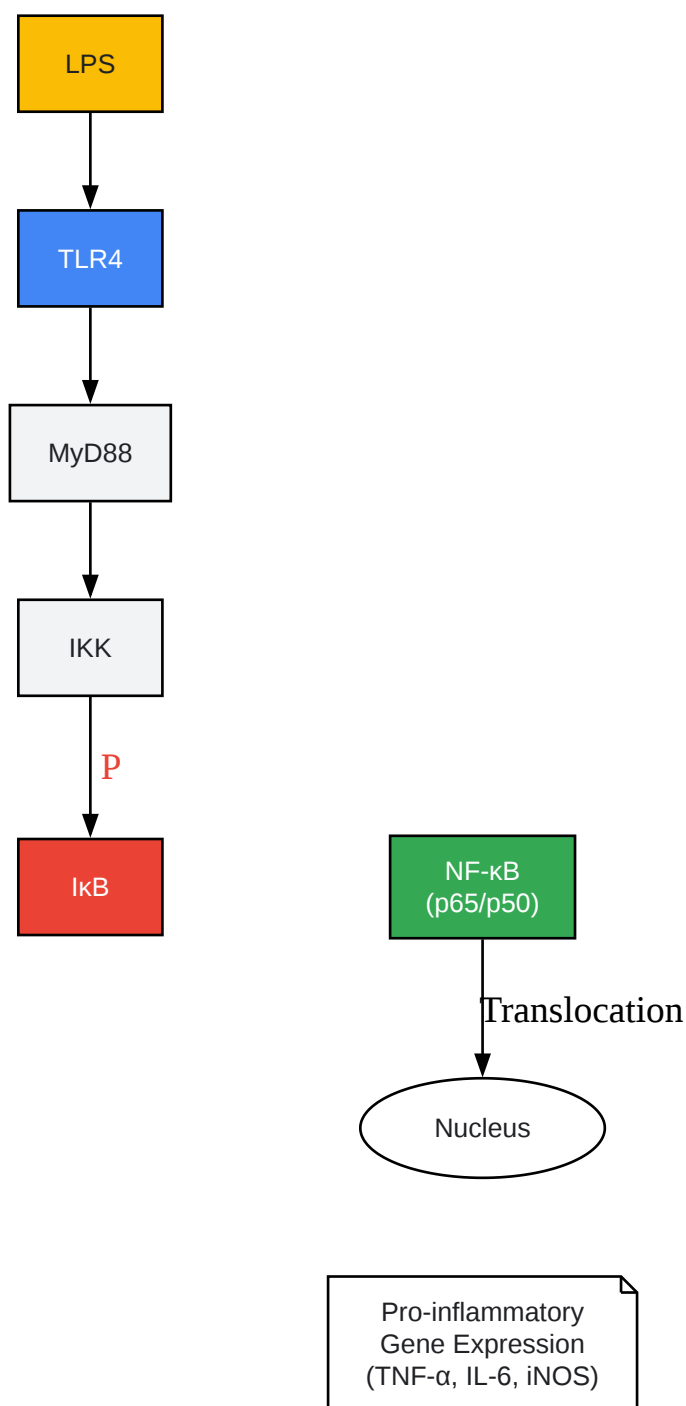 LPS
TLR4
MyD88
IKK
P
IκB
NF-κB
(p65/p50)
Translocation
Nucleus
Pro-inflammatory
Gene Expression
(TNF-α, IL-6, iNOS)